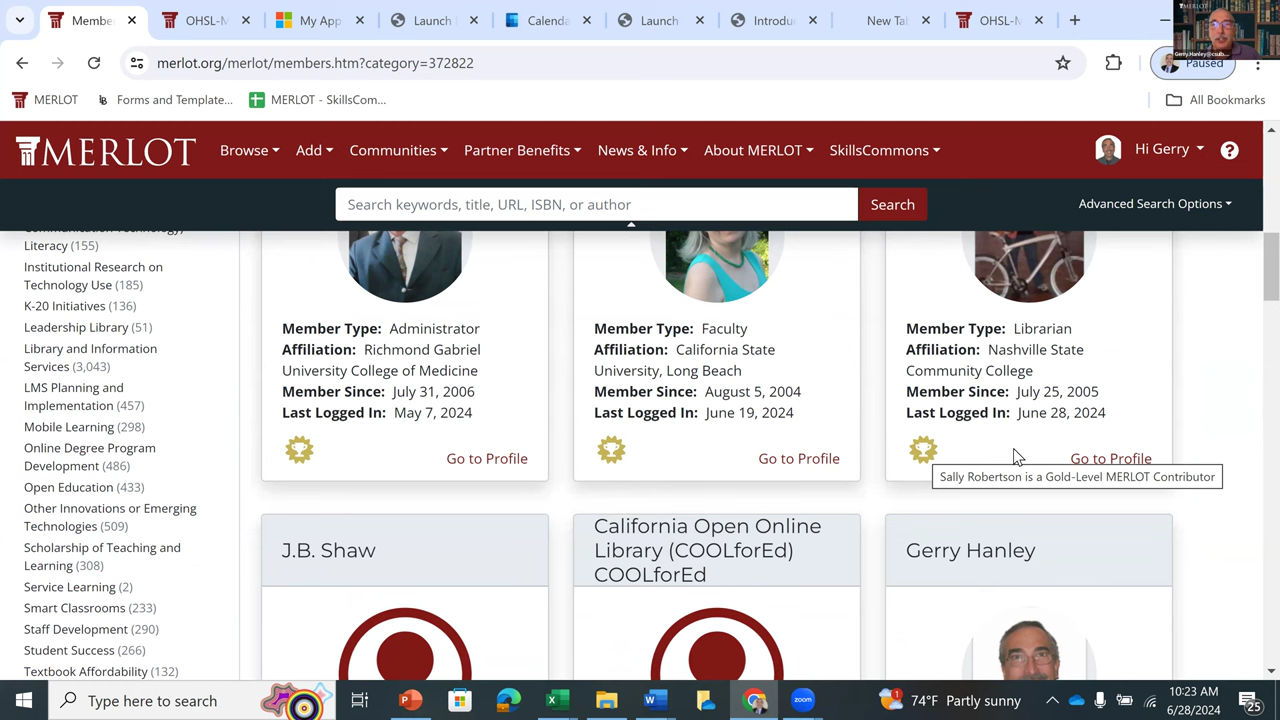 Membe
OHSL-M
My App
Launch
Calenda
Launch
Introdu
New Tab
OHSL-M
merlot.org/merlot/members.htm?category=372822
Paused
MERLOT
Gerry.Hanley@csulb....
MERLOT
Forms and Template...
MERLOT - SkillsCom...
All Bookmarks
MERLOT
Browse
Add
Communities
Partner Benefits
News & Info
About MERLOT
SkillsCommons
Hi Gerry
?
Search keywords, title, URL, ISBN, or author
Search
Advanced Search Options
Communication Technology,
Literacy (155)
Institutional Research on
Technology Use (185)
K-20 Initiatives (136)
Leadership Library (51)
Library and Information
Services (3,043)
LMS Planning and
Implementation (457)
Mobile Learning (298)
Online Degree Program
Development (486)
Open Education (433)
Other Innovations or Emerging
Technologies (509)
Scholarship of Teaching and
Learning (308)
Service Learning (2)
Smart Classrooms (233)
Staff Development (290)
Student Success (266)
Textbook Affordability (132)
Member Type: Administrator
Affiliation: Richmond Gabriel
University College of Medicine
Member Since: July 31, 2006
Last Logged In: May 7, 2024
Go to Profile
Member Type: Faculty
Affiliation: California State
University, Long Beach
Member Since: August 5, 2004
Last Logged In: June 19, 2024
Go to Profile
Member Type: Librarian
Affiliation: Nashville State
Community College
Member Since: July 25, 2005
Last Logged In: June 28, 2024
Go to Profile
Sally Robertson is a Gold-Level MERLOT Contributor
J.B. Shaw
California Open Online
Library (COOLforEd)
COOLforEd
Gerry Hanley
Type here to search
zoom
1
74°F Partly sunny
10:23 AM
6/28/2024
25